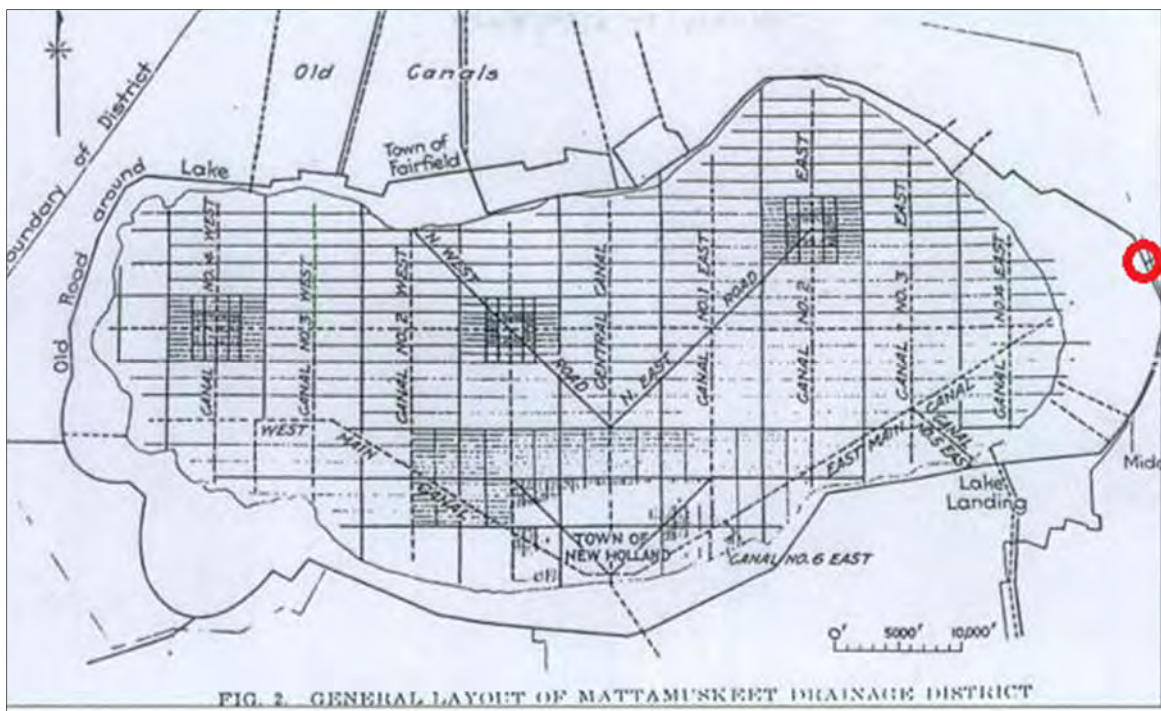 Old Canals
Boundary of District
Town of
Fairfield
Old Road around Lake
N. WEST ROAD
N. EAST ROAD
CANAL NO. 4 WEST
CANAL NO. 3 WEST
CANAL NO. 2 WEST
CENTRAL CANAL
CANAL NO. 1 EAST
CANAL NO. 2 EAST
CANAL NO. 3 EAST
CANAL NO. 4 EAST
WEST MAIN CANAL
EAST MAIN CANAL
CANAL NO. 5 EAST
Lake
Landing
TOWN OF
NEW HOLLAND
CANAL NO. 6 EAST
0' 5000' 10,000'
FIG. 2. GENERAL LAYOUT OF MATTAMUSKEET DRAINAGE DISTRICT